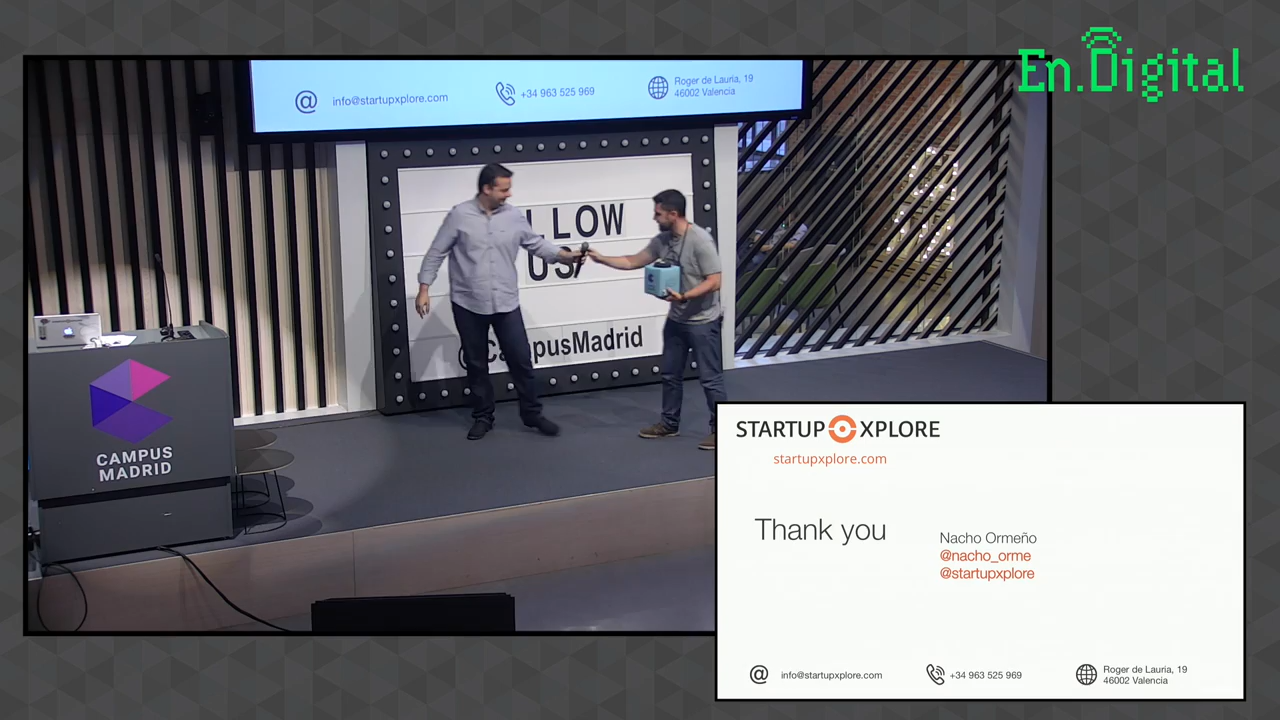 En.Digital
info@startupxplore.com
+34 963 525 969
Roger de Lauria, 19
46002 Valencia
LLOW
US
@CampusMadrid
CAMPUS
MADRID
STARTUP XPLORE
startupxplore.com
Thank you
Nacho Ormeño
@nacho_orme
@startupxplore
@
info@startupxplore.com
+34 963 525 969
Roger de Lauria, 19
46002 Valencia